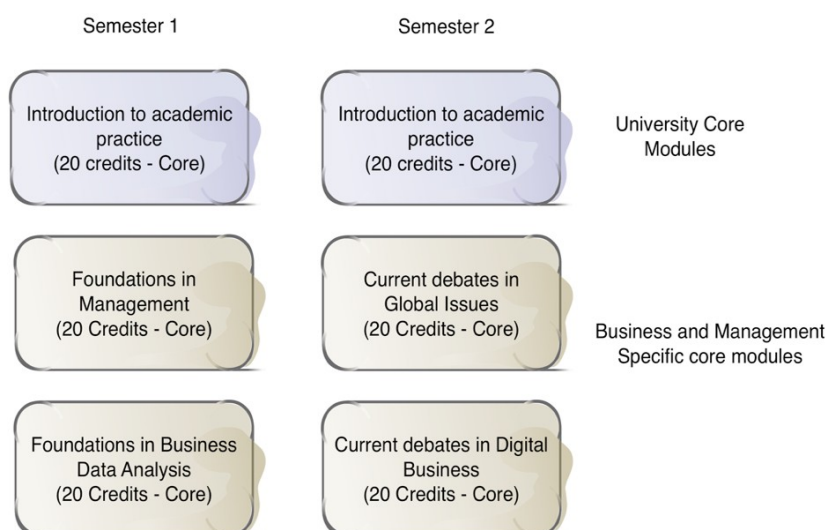 Semester 1
Semester 2
Introduction to academic
practice
(20 credits - Core)
Introduction to academic
practice
(20 credits - Core)
University Core
Modules
Foundations in
Management
(20 Credits - Core)
Current debates in
Global Issues
(20 Credits - Core)
Business and Management
Specific core modules
Foundations in Business
Data Analysis
(20 Credits - Core)
Current debates in Digital
Business
(20 Credits - Core)